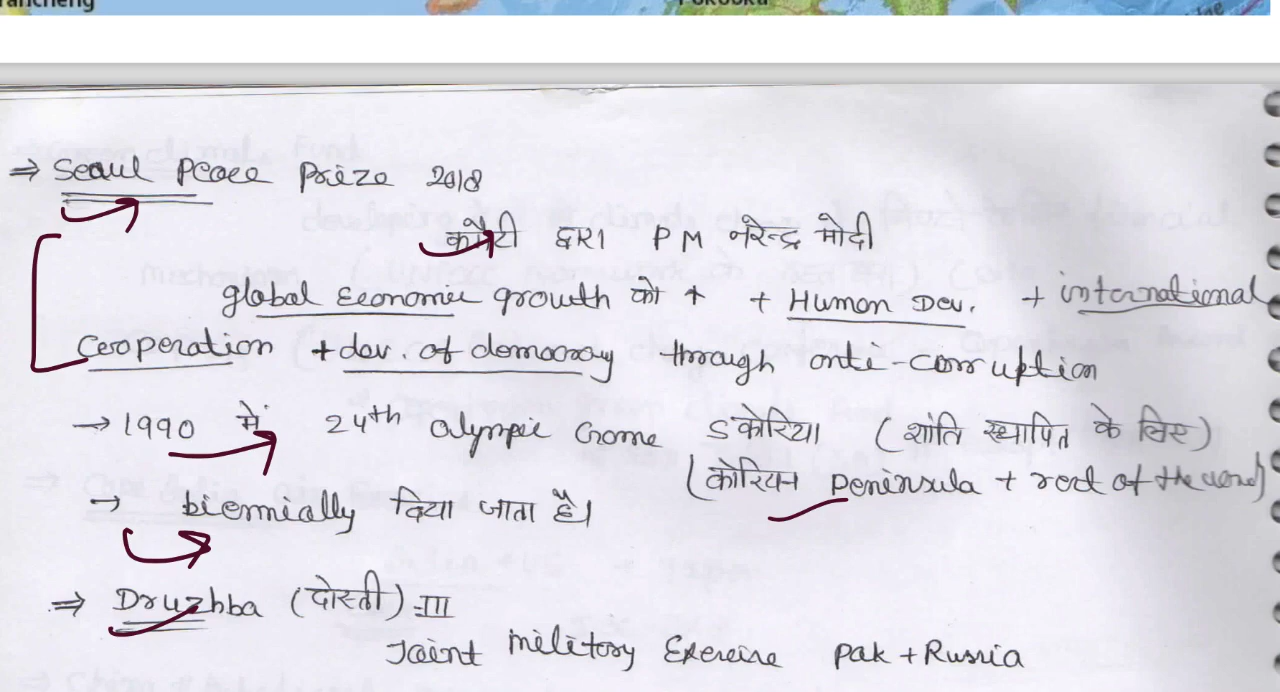 ⇒ Seoul Peace Prize 2018
कमेटी द्वारा PM नरेन्द्र मोदी
global Economic growth को + + Human Dev. + international
Cooperation + dev. of democracy through anti-corruption
→ 1990 में 24th Olympic Game S कोरिया (शांति स्थापित के लिए)
(कोरियन peninsula + rest of the world)
→ biennially दिया जाता है।
⇒ Druzhba (दोस्ती)-III
Joint military Exercise Pak + Russia